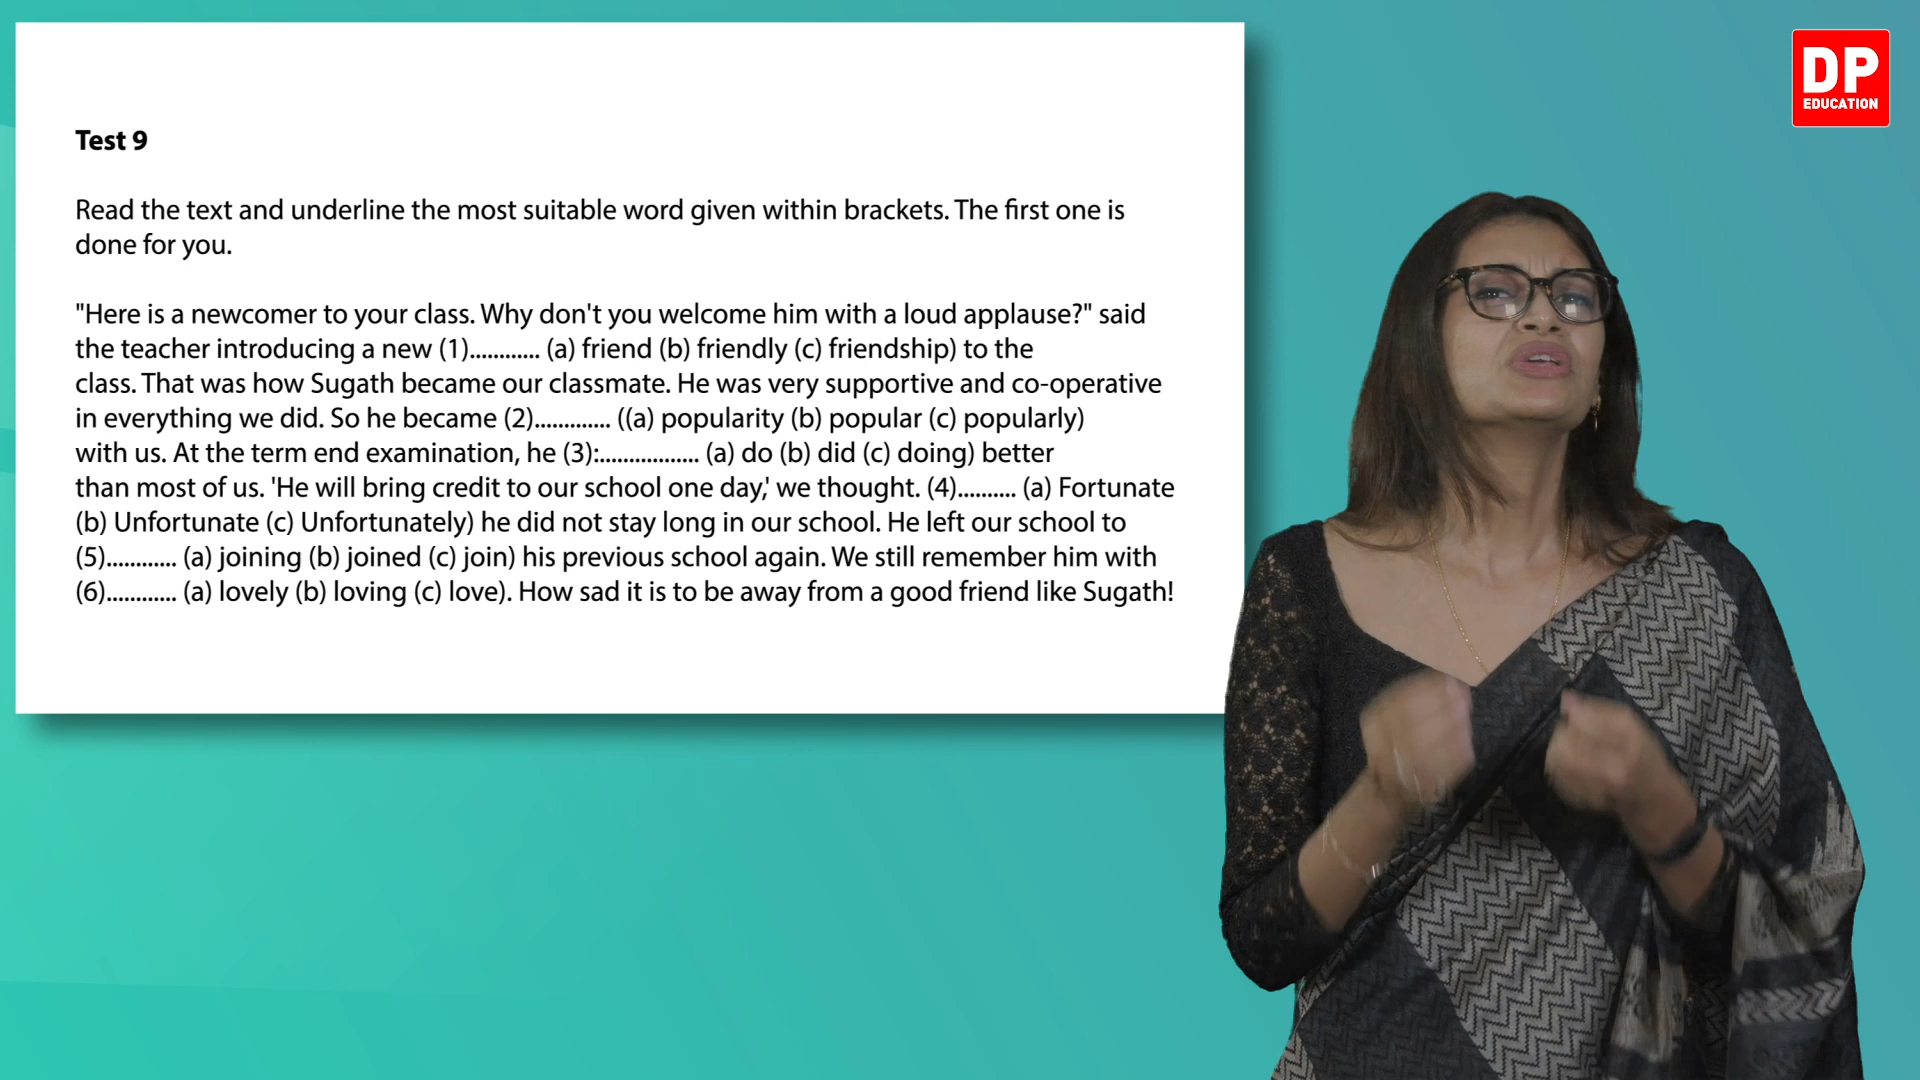 DP
EDUCATION
Test 9
Read the text and underline the most suitable word given within brackets. The first one is
done for you.
"Here is a newcomer to your class. Why don't you welcome him with a loud applause?" said
the teacher introducing a new (1)............ (a) friend (b) friendly (c) friendship) to the
class. That was how Sugath became our classmate. He was very supportive and co-operative
in everything we did. So he became (2)............. ((a) popularity (b) popular (c) popularly)
with us. At the term end examination, he (3):................. (a) do (b) did (c) doing) better
than most of us. 'He will bring credit to our school one day,' we thought. (4).......... (a) Fortunate
(b) Unfortunate (c) Unfortunately) he did not stay long in our school. He left our school to
(5)............ (a) joining (b) joined (c) join) his previous school again. We still remember him with
(6)............ (a) lovely (b) loving (c) love). How sad it is to be away from a good friend like Sugath!